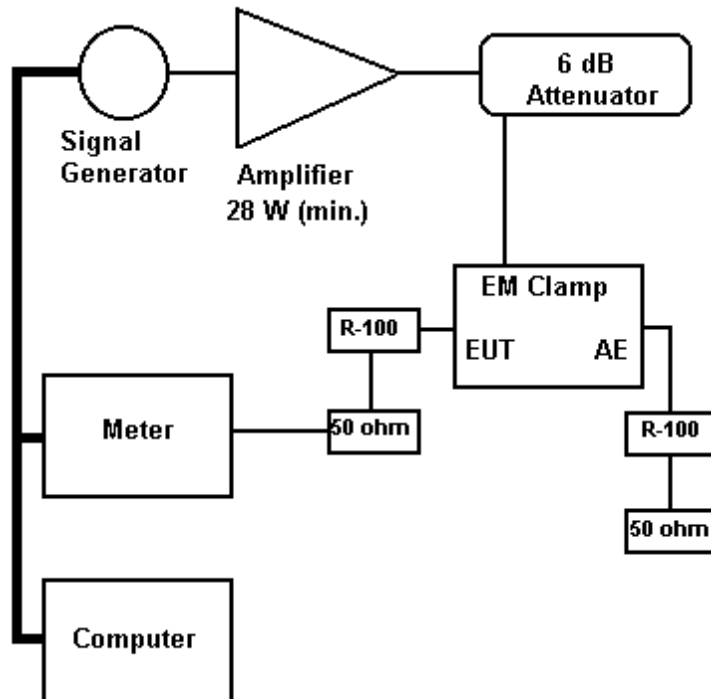 6 dB
Attenuator
Signal
Generator
Amplifier
28 W (min.)
EM Clamp
R-100
EUT
AE
Meter
50 ohm
R-100
50 ohm
Computer